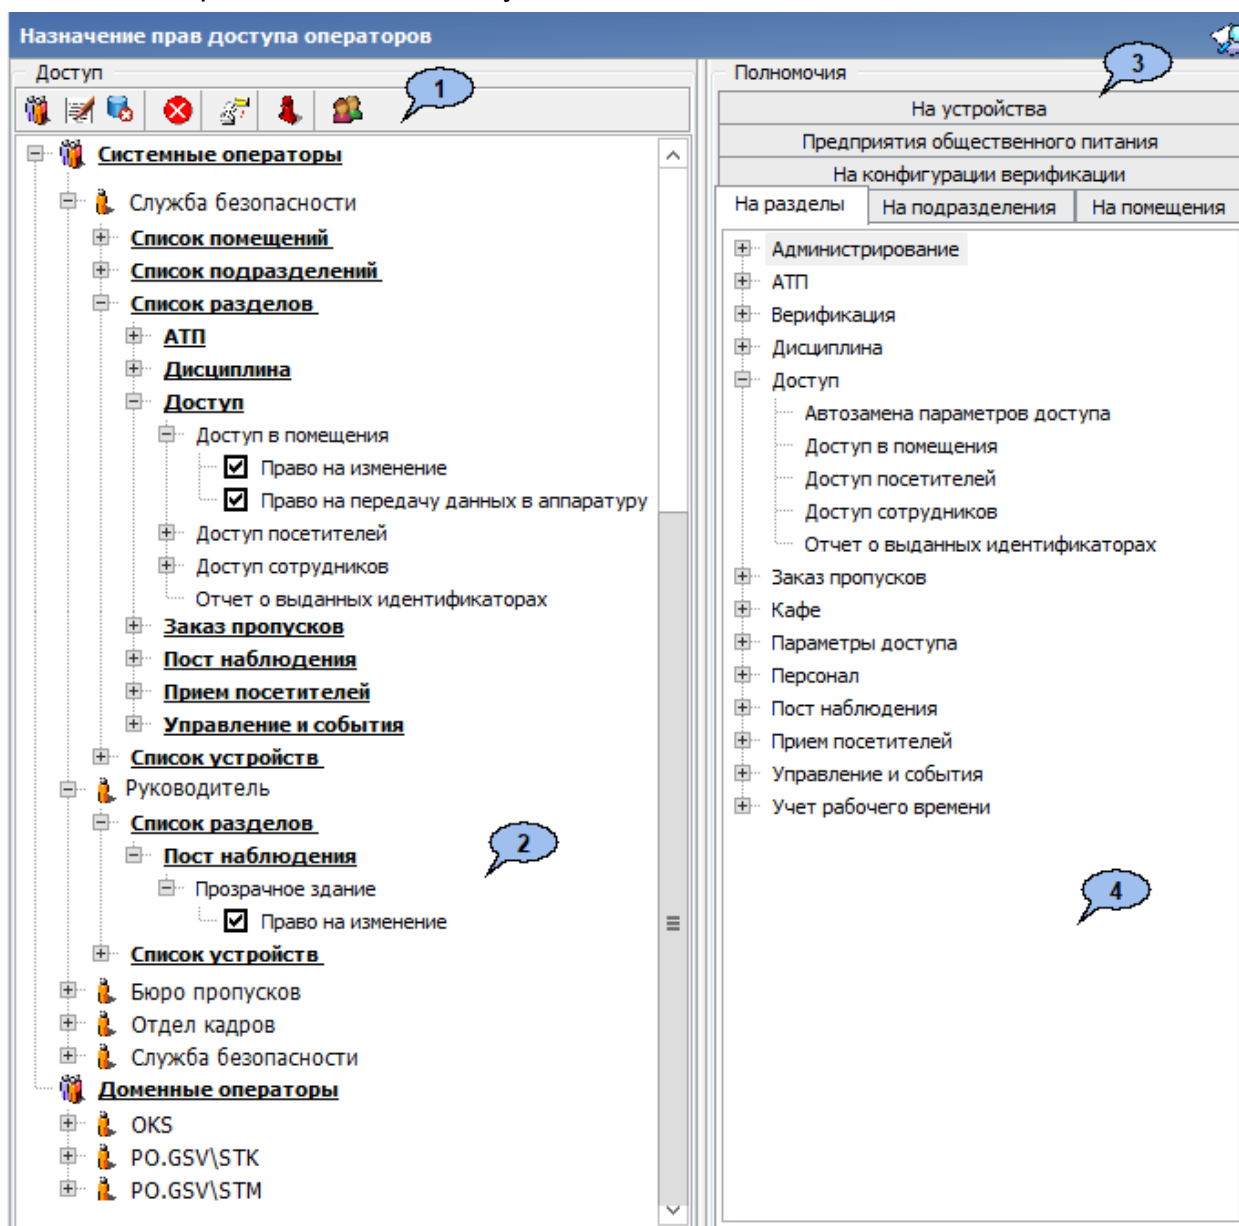 Назначение прав доступа операторов
Доступ
1
Системные операторы
Служба безопасности
Список помещений
Список подразделений
Список разделов
АТП
Дисциплина
Доступ
Доступ в помещения
Право на изменение
Право на передачу данных в аппаратуру
Доступ посетителей
Доступ сотрудников
Отчет о выданных идентификаторах
Заказ пропусков
Пост наблюдения
Прием посетителей
Управление и события
Список устройств
Руководитель
Список разделов
2
Пост наблюдения
Прозрачное здание
Право на изменение
Список устройств
Бюро пропусков
Отдел кадров
Служба безопасности
Доменные операторы
OKS
PO.GSV\STK
PO.GSV\STM
Полномочия
3
На устройства
Предприятия общественного питания
На конфигурации верификации
На разделы На подразделения На помещения
Администрирование
АТП
Верификация
Дисциплина
Доступ
Автозамена параметров доступа
Доступ в помещения
Доступ посетителей
Доступ сотрудников
Отчет о выданных идентификаторах
Заказ пропусков
Кафе
Параметры доступа
Персонал
Пост наблюдения
Прием посетителей
Управление и события
Учет рабочего времени
4